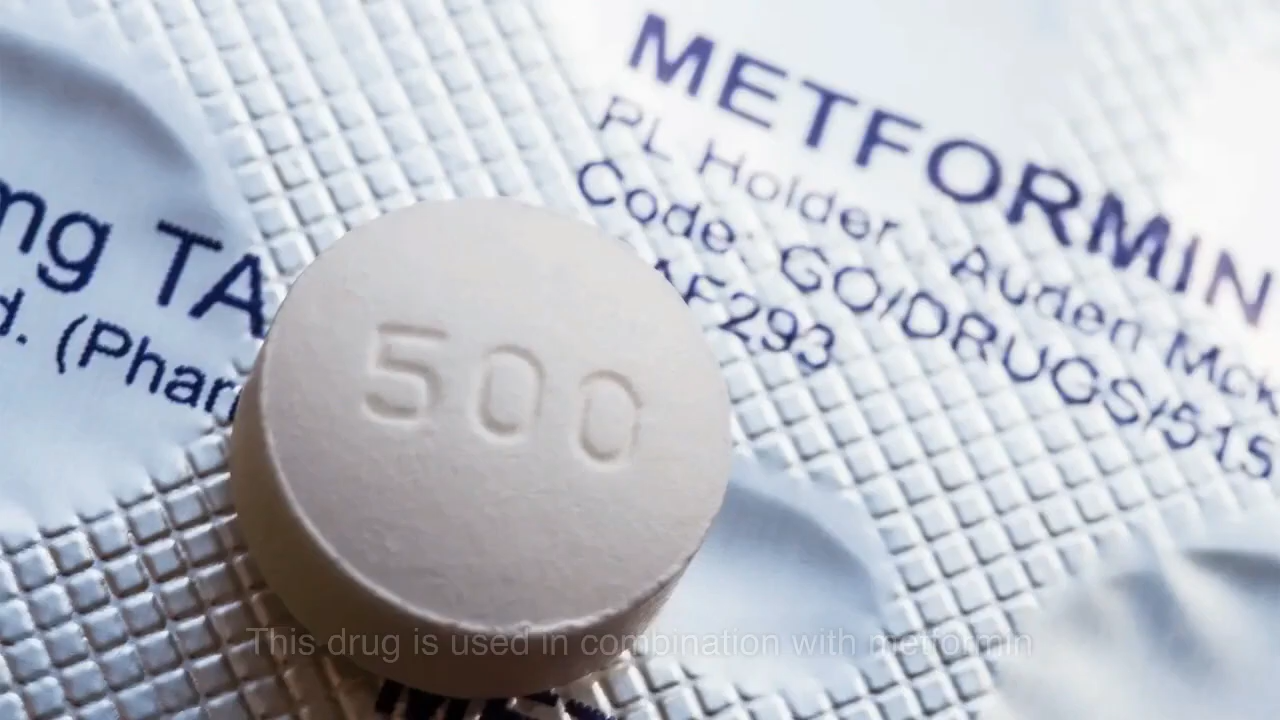 mg TA
d. (Phar
METFORMIN
PL Holder Auden Mck
Code: GO/DRUGS/515
AF293
500
This drug is used in combination with metformin